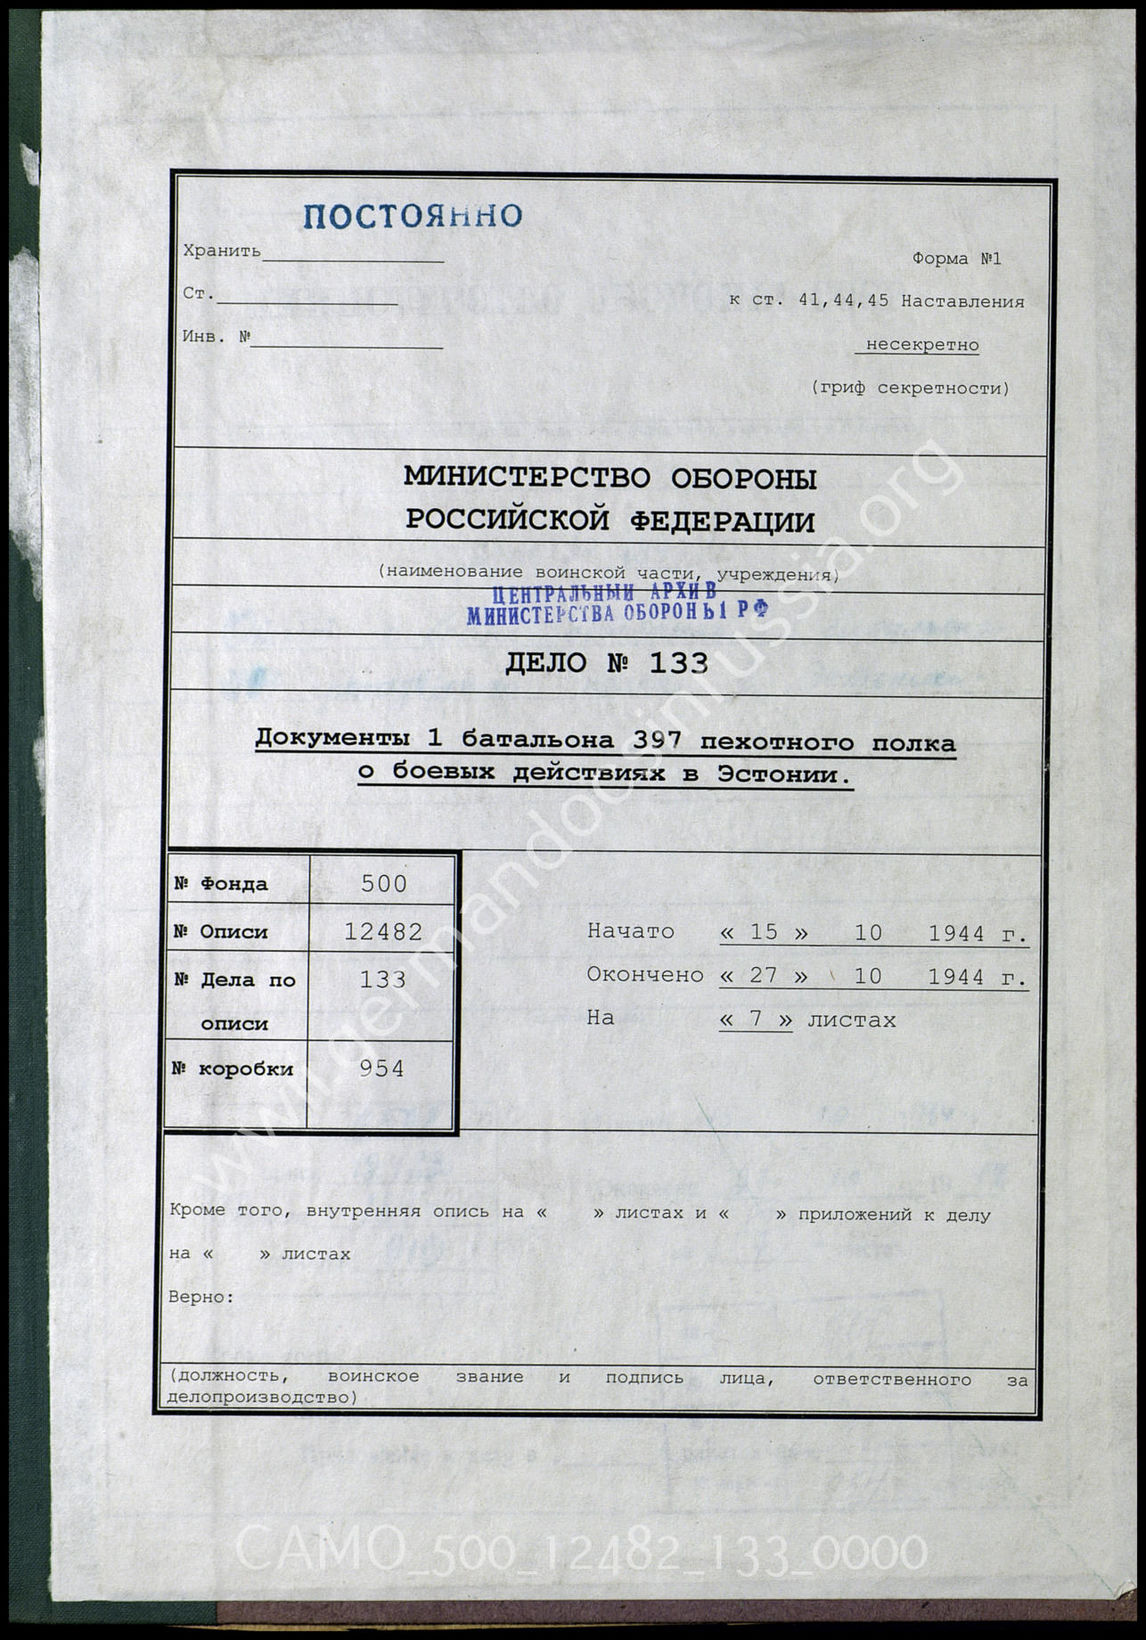 ПОСТОЯННО
Хранить
Форма №1
Ст.
к ст. 41,44,45 Наставления
Инв. №
несекретно
(гриф секретности)
МИНИСТЕРСТВО ОБОРОНЫ
РОССИЙСКОЙ ФЕДЕРАЦИИ
(наименование воинской части, учреждения)
ЦЕНТРАЛЬНЫЙ АРХИВ
МИНИСТЕРСТВА ОБОРОНЫ РФ
ДЕЛО № 133
Документы 1 батальона 397 пехотного полка
о боевых действиях в Эстонии.
№ Фонда 500
№ Описи 12482
№ Дела по 133
описи
№ коробки 954
Начато « 15 » 10 1944 г.
Окончено « 27 » 10 1944 г.
На « 7 » листах
Кроме того, внутренняя опись на « » листах и « » приложений к делу
на « » листах
Верно:
(должность, воинское звание и подпись лица, ответственного за
делопроизводство)
www.germandocsinrussia.org
CAMO_500_12482_133_0000